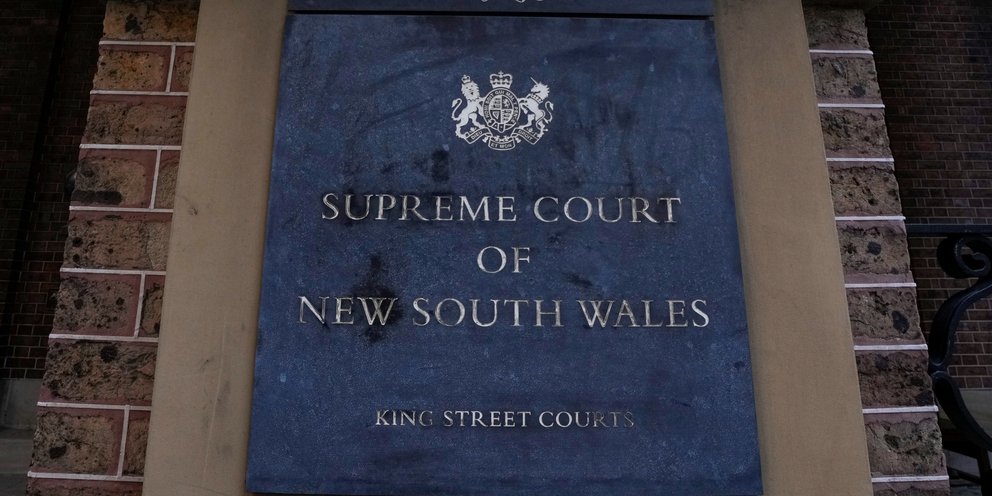 SUPREME COURT
OF
NEW SOUTH WALES
KING STREET COURTS